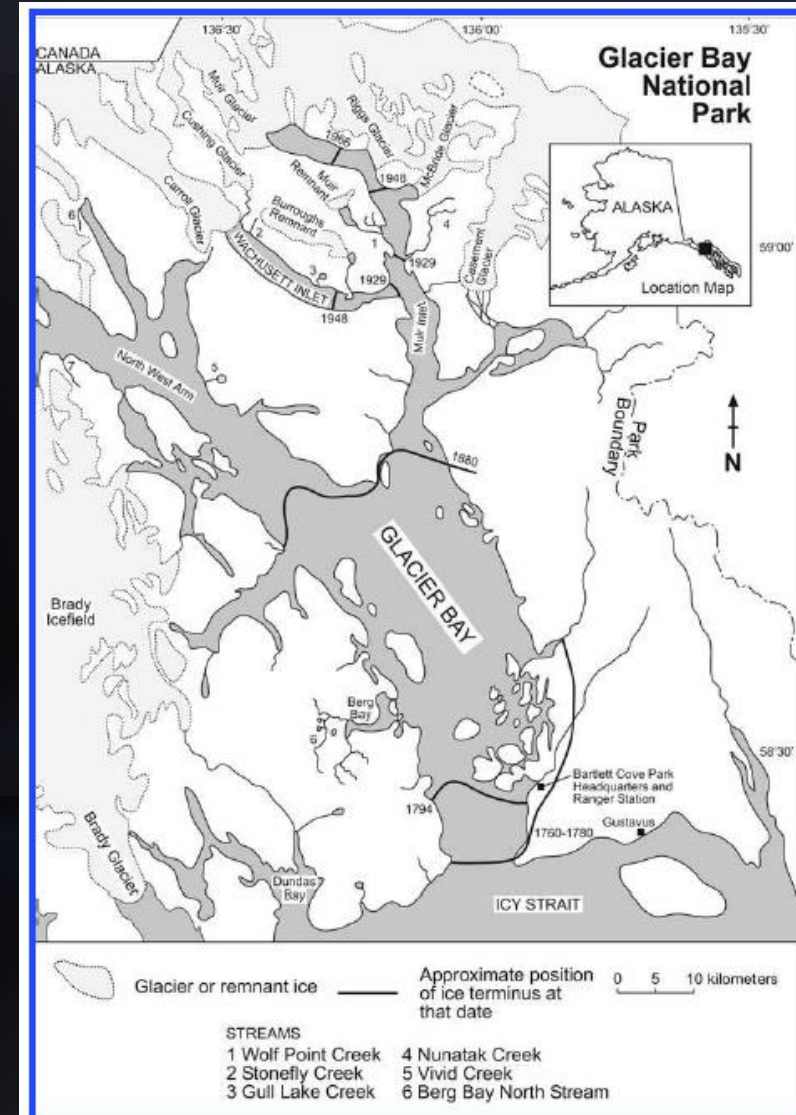 136°30'
136°00'
135°30'
CANADA
ALASKA
Glacier Bay
National
Park
Muir Glacier
Cushing Glacier
Carroll Glacier
Riggs Glacier
McBride Glacier
Casement
Glacier
1966
Muir
Remnant
1948
Burroughs
Remnant
6
2
3
1
4
WACHUSETT INLET
1929
1929
1948
Muir Inlet
ALASKA
Location Map
59°00'
North West Arm
5
7
1880
Park
Boundary
N
GLACIER BAY
Brady
Icefield
Berg
Bay
6
58°30'
1794
Bartlett Cove Park
Headquarters and
Ranger Station
1760-1780
Gustavus
Brady Glacier
Dundas
Bay
ICY STRAIT
Glacier or remnant ice
Approximate position
of ice terminus at
that date
0 5 10 kilometers
STREAMS
1 Wolf Point Creek 4 Nunatak Creek
2 Stonefly Creek 5 Vivid Creek
3 Gull Lake Creek 6 Berg Bay North Stream